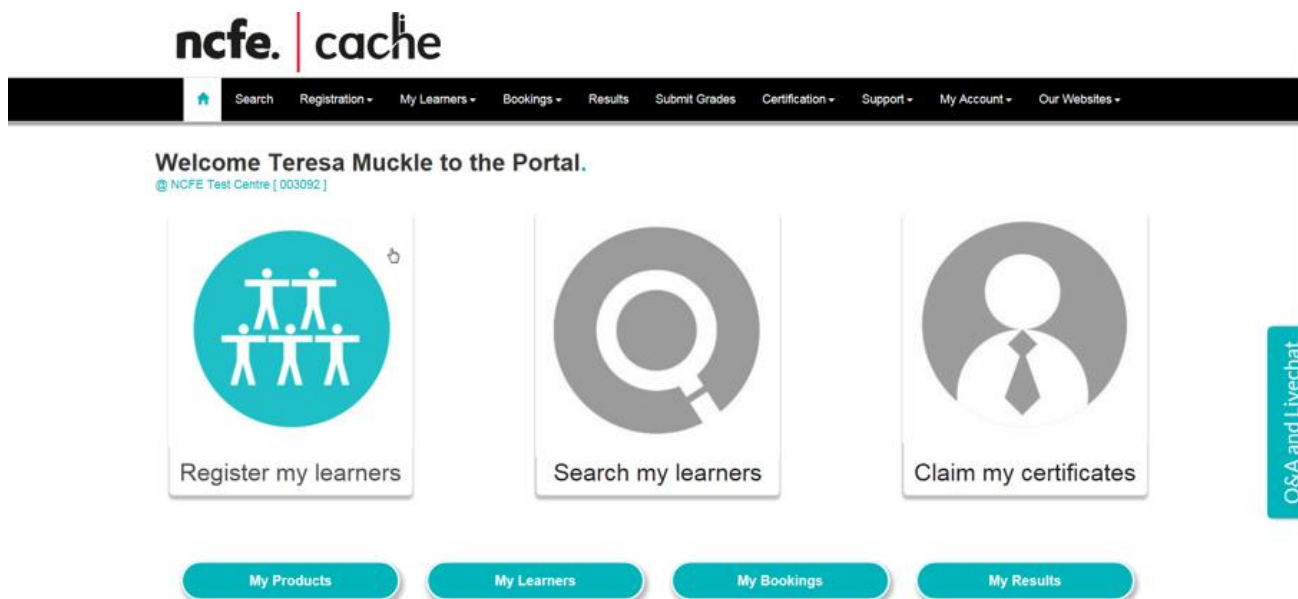 ncfe. cache
Search Registration My Learners Bookings Results Submit Grades Certification Support My Account Our Websites
Welcome Teresa Muckle to the Portal.
@ NCFE Test Centre [ 003092 ]
Register my learners Search my learners Claim my certificates
Q&A and Livechat
My Products My Learners My Bookings My Results